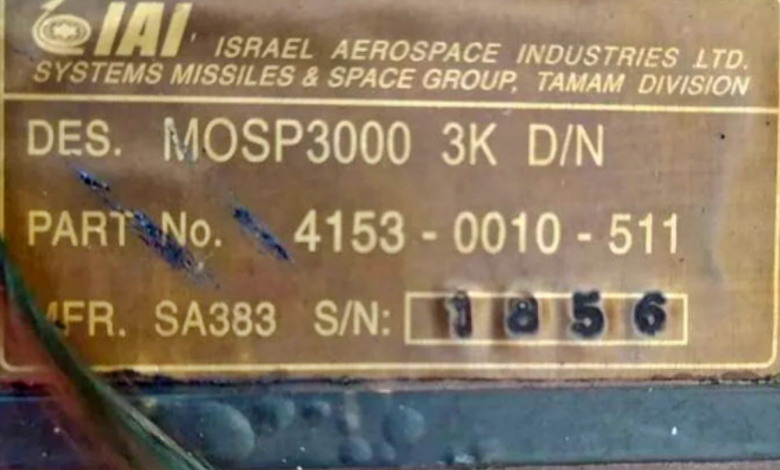 IAI ISRAEL AEROSPACE INDUSTRIES LTD.
SYSTEMS MISSILES & SPACE GROUP, TAMAM DIVISION
DES. MOSP3000 3K D/N
PART No. 4153-0010-511
MFR. SA383 S/N: 1856